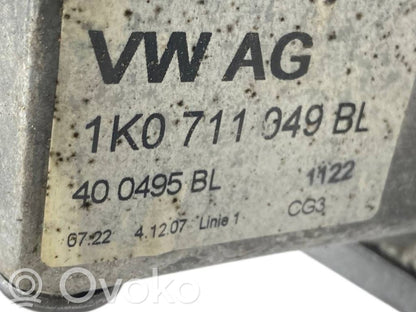 VW AG
1K0 711 049 BL
40 0495 BL 1122
67:22 4.12.07 Linie 1 CG3
Ovoko